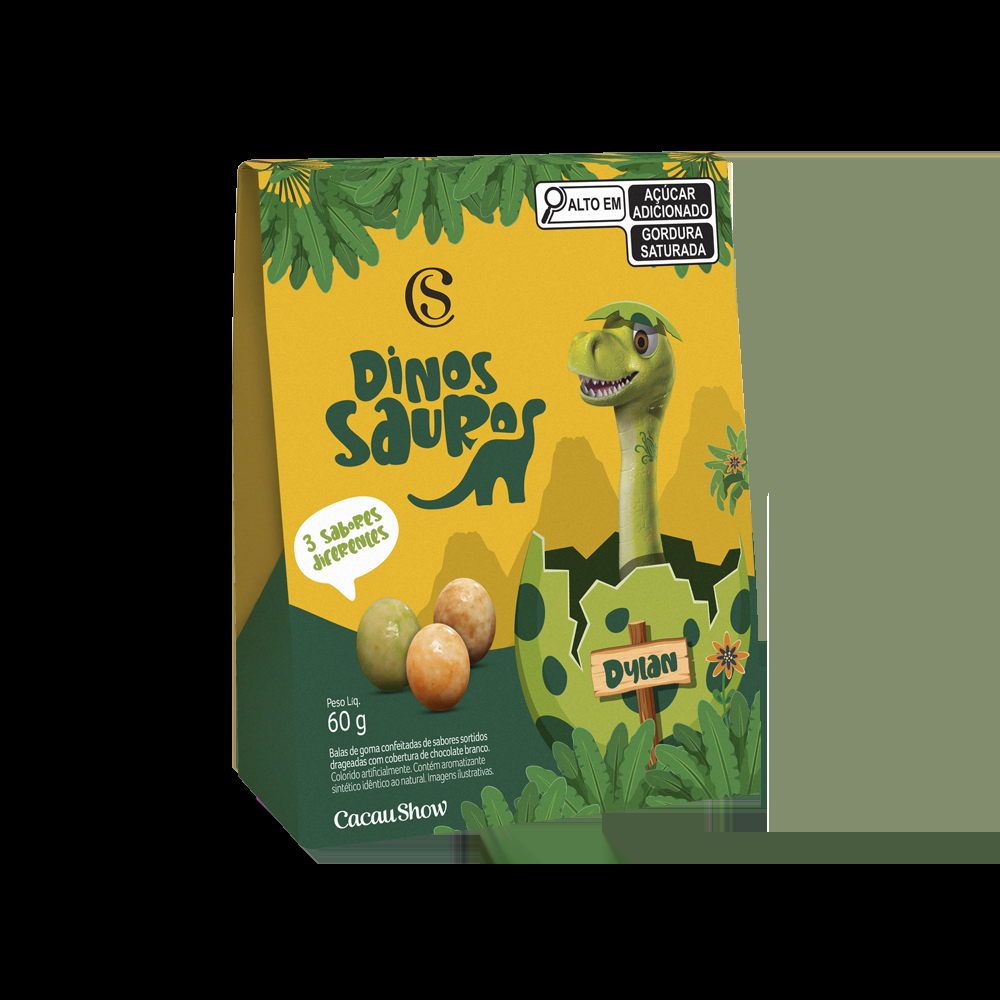 ALTO EM
AÇÚCAR
ADICIONADO
GORDURA
SATURADA
CS
DINOS
SAUROS
3 SABORES
DIFERENTES
DYLAN
Peso Líq.
60 g
Balas de goma confeitadas de sabores sortidos
drageadas com cobertura de chocolate branco.
Colorido artificialmente. Contém aromatizante
sintético idêntico ao natural. Imagens ilustrativas.
Cacau Show